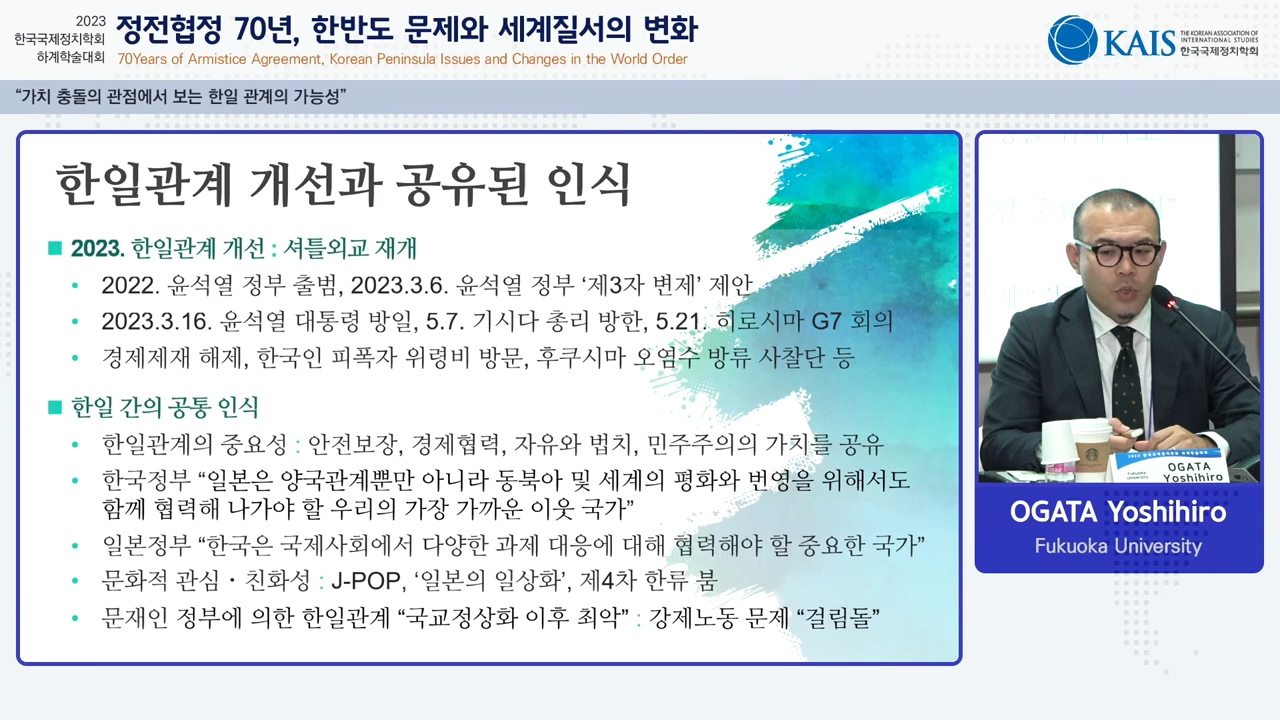 2023
한국국제정치학회
하계학술대회
정전협정 70년, 한반도 문제와 세계질서의 변화
70Years of Armistice Agreement, Korean Peninsula Issues and Changes in the World Order
KAIS
THE KOREAN ASSOCIATION OF
INTERNATIONAL STUDIES
한국국제정치학회
“가치 충돌의 관점에서 보는 한일 관계의 가능성”
한일관계 개선과 공유된 인식
■ 2023. 한일관계 개선 : 셔틀외교 재개
• 2022. 윤석열 정부 출범, 2023.3.6. 윤석열 정부 ‘제3자 변제’ 제안
• 2023.3.16. 윤석열 대통령 방일, 5.7. 기시다 총리 방한, 5.21. 히로시마 G7 회의
• 경제제재 해제, 한국인 피폭자 위령비 방문, 후쿠시마 오염수 방류 사찰단 등
■ 한일 간의 공통 인식
• 한일관계의 중요성 : 안전보장, 경제협력, 자유와 법치, 민주주의의 가치를 공유
• 한국정부 “일본은 양국관계뿐만 아니라 동북아 및 세계의 평화와 번영을 위해서도
함께 협력해 나가야 할 우리의 가장 가까운 이웃 국가”
• 일본정부 “한국은 국제사회에서 다양한 과제 대응에 대해 협력해야 할 중요한 국가”
• 문화적 관심・친화성 : J-POP, ‘일본의 일상화’, 제4차 한류 붐
• 문재인 정부에 의한 한일관계 “국교정상화 이후 최악” : 강제노동 문제 “걸림돌”
OGATA
Yoshihiro
Fukuoka
University
OGATA Yoshihiro
Fukuoka University